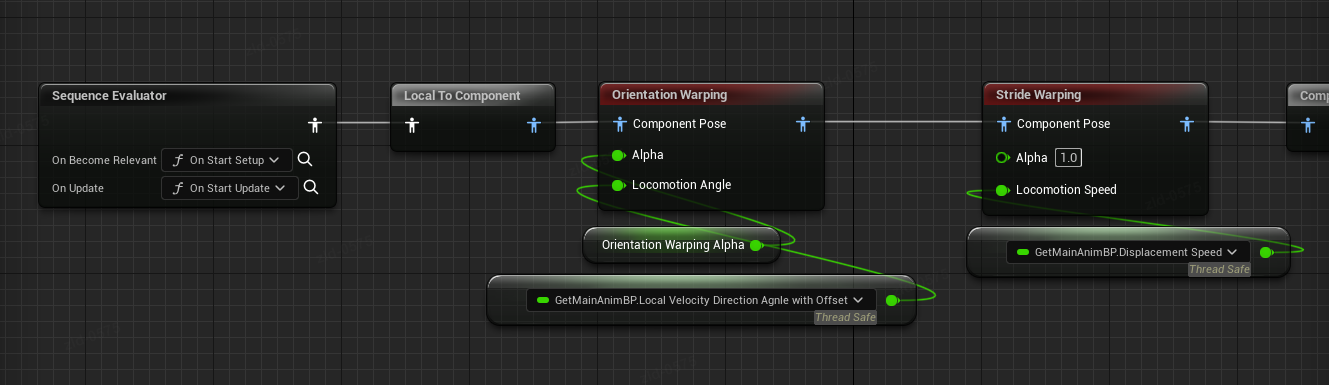 Sequence Evaluator
On Become Relevant
On Start Setup
On Update
On Start Update
Local To Component
Orientation Warping
Component Pose
Alpha
Locomotion Angle
Orientation Warping Alpha
GetMainAnimBP.Local Velocity Direction Agnle with Offset
Thread Safe
Stride Warping
Component Pose
Alpha
1.0
Locomotion Speed
GetMainAnimBP.Displacement Speed
Thread Safe
Comp